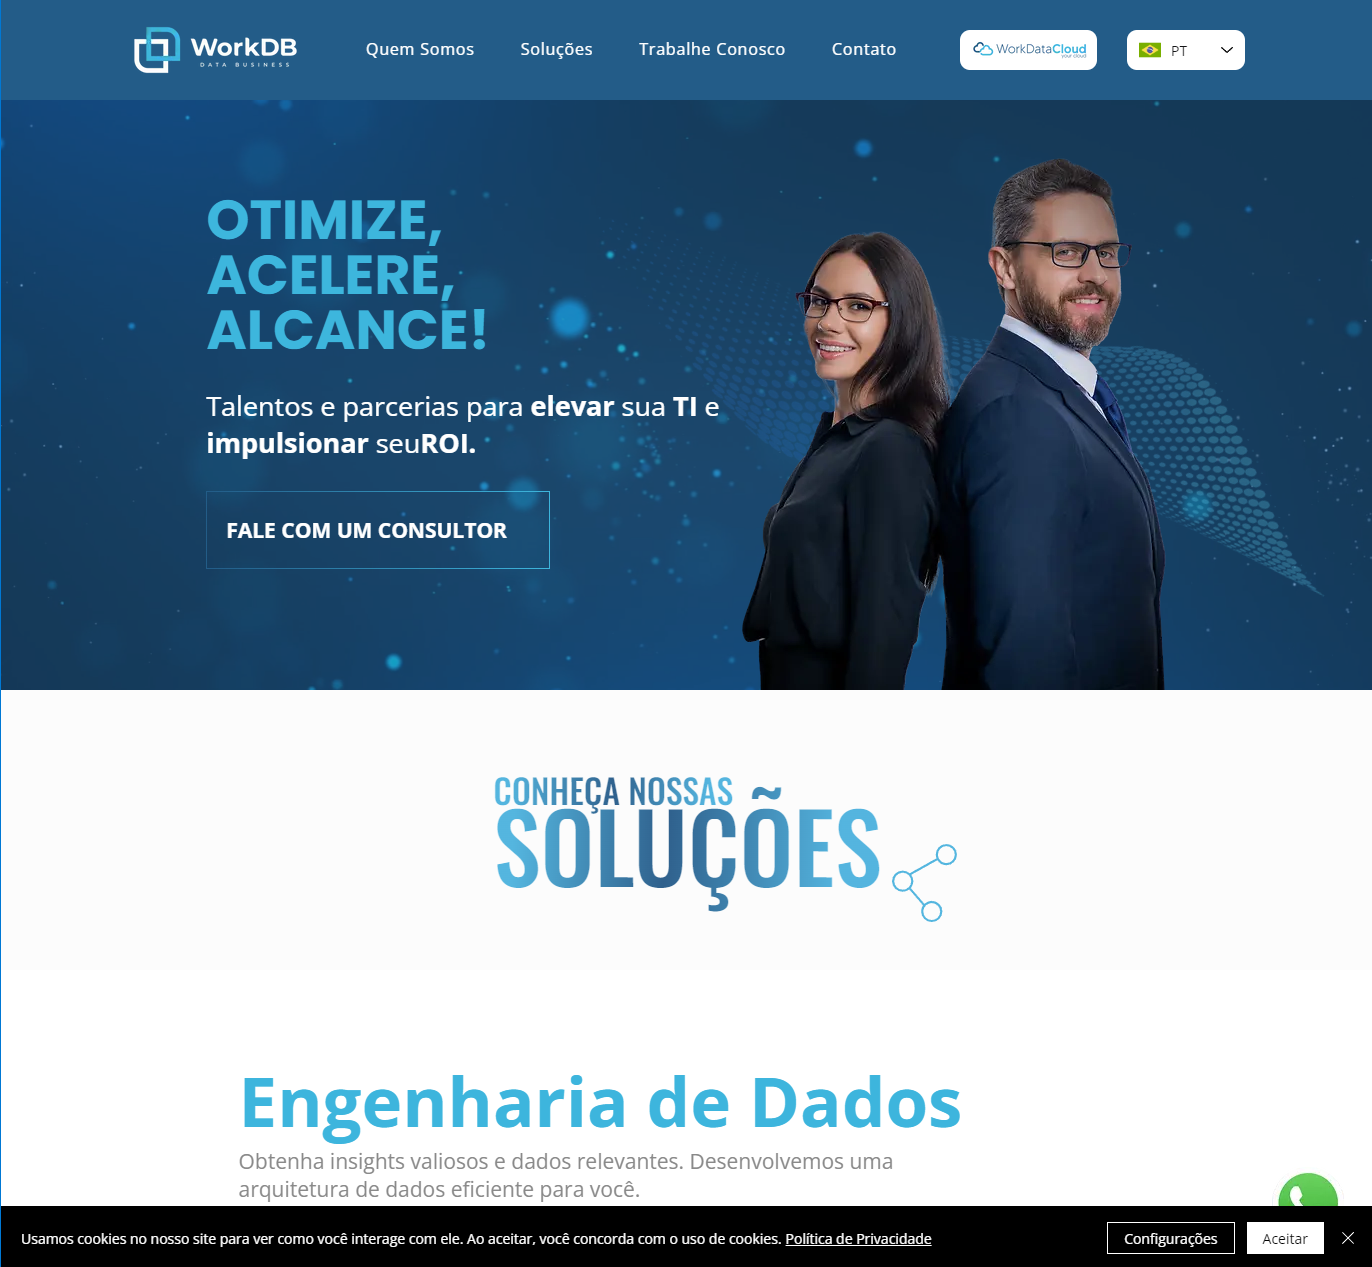 WorkDB
DATA BUSINESS
Quem Somos
Soluções
Trabalhe Conosco
Contato
WorkDataCloud
your cloud
PT
OTIMIZE,
ACELERE,
ALCANCE!
Talentos e parcerias para elevar sua TI e
impulsionar seuROI.
FALE COM UM CONSULTOR
CONHEÇA NOSSAS
SOLUÇÕES
Engenharia de Dados
Obtenha insights valiosos e dados relevantes. Desenvolvemos uma
arquitetura de dados eficiente para você.
Usamos cookies no nosso site para ver como você interage com ele. Ao aceitar, você concorda com o uso de cookies. Política de Privacidade
Configurações
Aceitar